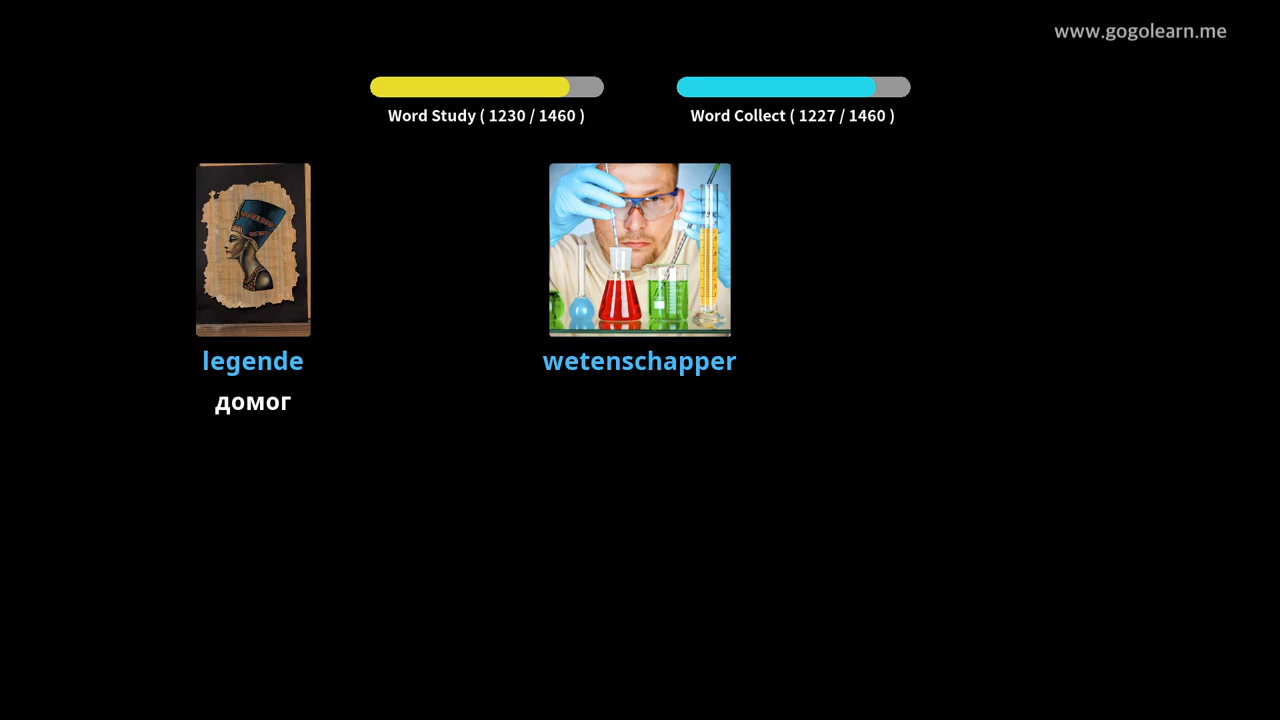 www.gogolearn.me
Word Study ( 1230 / 1460 )
Word Collect ( 1227 / 1460 )
legende
wetenschapper
домог